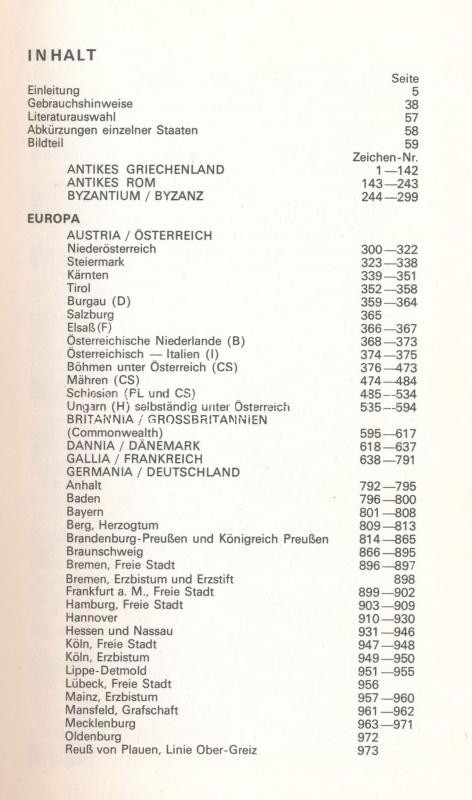 INHALT
Seite
Einleitung 5
Gebrauchshinweise 38
Literaturauswahl 57
Abkürzungen einzelner Staaten 58
Bildteil 59
Zeichen-Nr.
ANTIKES GRIECHENLAND 1—142
ANTIKES ROM 143—243
BYZANTIUM / BYZANZ 244—299
EUROPA
AUSTRIA / ÖSTERREICH
Niederösterreich 300—322
Steiermark 323—338
Kärnten 339—351
Tirol 352—358
Burgau (D) 359—364
Salzburg 365
Elsaß (F) 366—367
Österreichische Niederlande (B) 368—373
Österreichisch — Italien (I) 374—375
Böhmen unter Österreich (CS) 376—473
Mähren (CS) 474—484
Schlesien (PL und CS) 485—534
Ungarn (H) selbständig unter Österreich 535—594
BRITANNIA / GROSSBRITANNIEN
(Commonwealth) 595—617
DANNIA / DÄNEMARK 618—637
GALLIA / FRANKREICH 638—791
GERMANIA / DEUTSCHLAND
Anhalt 792—795
Baden 796—800
Bayern 801—808
Berg, Herzogtum 809—813
Brandenburg-Preußen und Königreich Preußen 814—865
Braunschweig 866—895
Bremen, Freie Stadt 896—897
Bremen, Erzbistum und Erzstift 898
Frankfurt a. M., Freie Stadt 899—902
Hamburg, Freie Stadt 903—909
Hannover 910—930
Hessen und Nassau 931—946
Köln, Freie Stadt 947—948
Köln, Erzbistum 949—950
Lippe-Detmold 951—955
Lübeck, Freie Stadt 956
Mainz, Erzbistum 957—960
Mansfeld, Grafschaft 961—962
Mecklenburg 963—971
Oldenburg 972
Reuß von Plauen, Linie Ober-Greiz 973